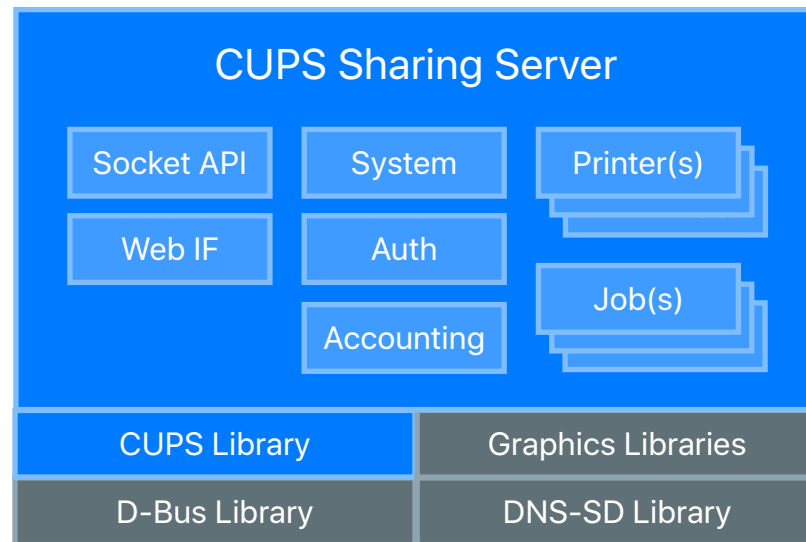 CUPS Sharing Server
Socket API
System
Printer(s)
Web IF
Auth
Job(s)
Accounting
CUPS Library
Graphics Libraries
D-Bus Library
DNS-SD Library